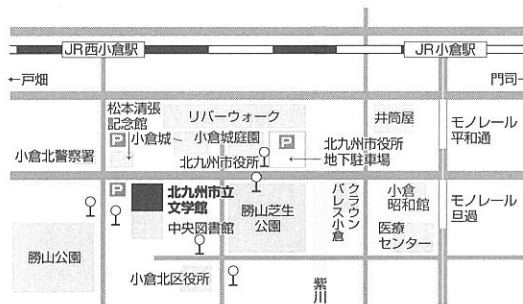 JR西小倉駅
JR小倉駅
←戸畑
門司→
松本清張
記念館
リバーウォーク
井筒屋
モノレール
平和通
P
小倉城
小倉城庭園
P
小倉北警察署
北九州市役所
北九州市役所
地下駐車場
P
北九州市立
文学館
中央図書館
勝山芝生
公園
クラウン
パレス小倉
小倉
昭和館
モノレール
旦過
医療
センター
勝山公園
小倉北区役所
紫川